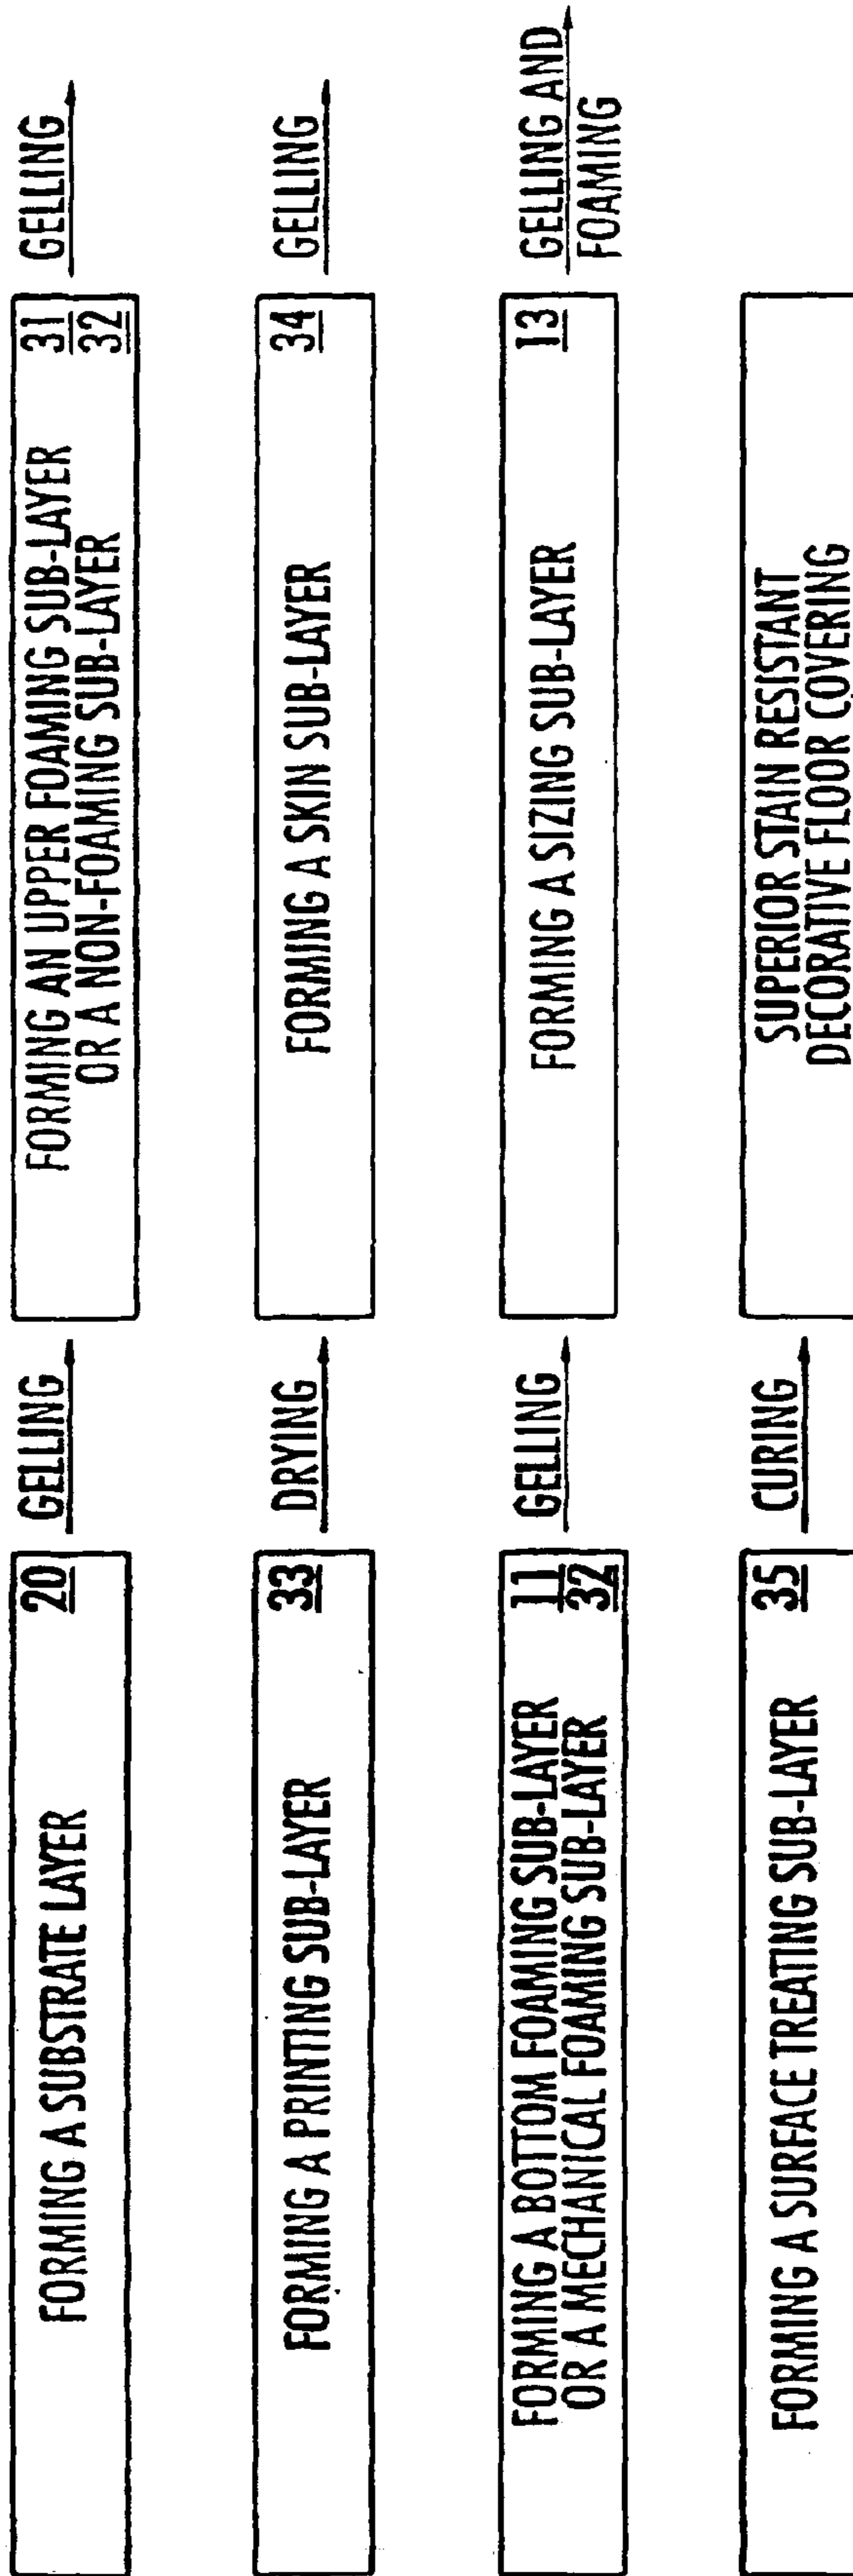 FORMING A SUBSTRATE LAYER
20
GELLING
FORMING AN UPPER FOAMING SUB-LAYER
OR A NON-FOAMING SUB-LAYER
31
32
GELLING
FORMING A PRINTING SUB-LAYER
33
DRYING
FORMING A SKIN SUB-LAYER
34
GELLING
FORMING A BOTTOM FOAMING SUB-LAYER
OR A MECHANICAL FOAMING SUB-LAYER
11
32
GELLING
FORMING A SIZING SUB-LAYER
13
GELLING AND
FOAMING
FORMING A SURFACE TREATING SUB-LAYER
35
CURING
SUPERIOR STAIN RESISTANT
DECORATIVE FLOOR COVERING